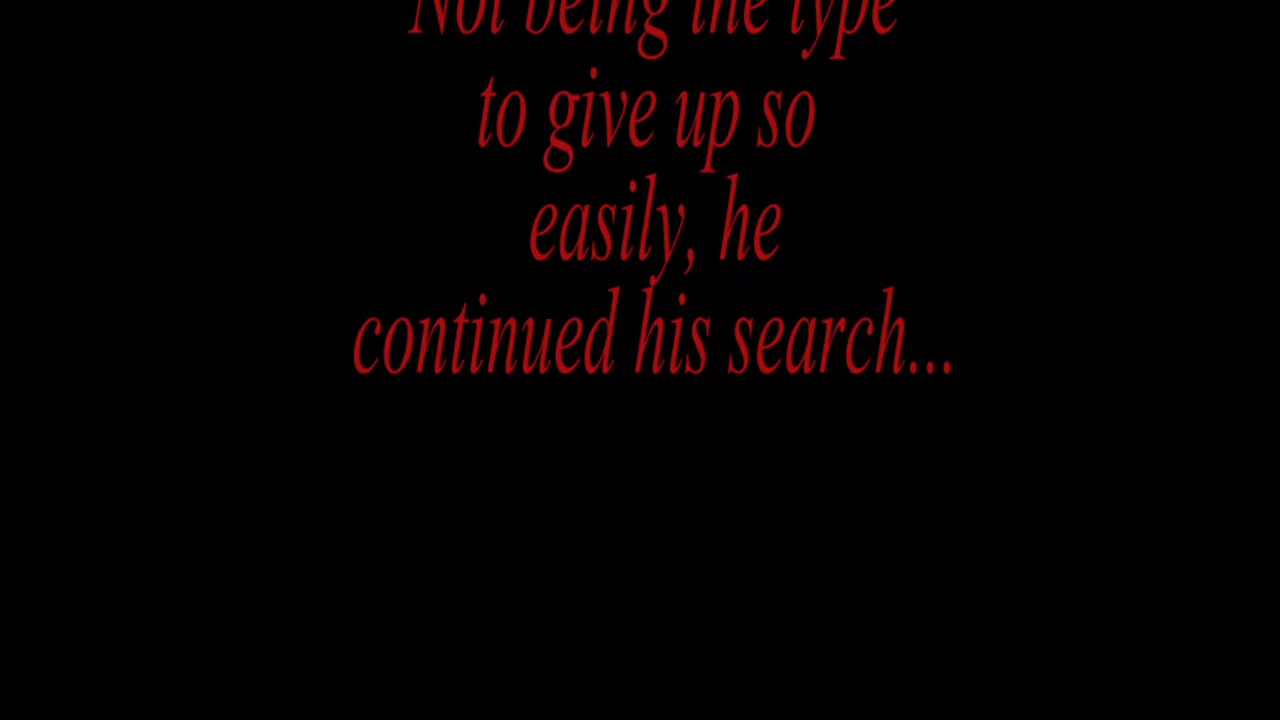 Not being the type
to give up so
easily, he
continued his search...